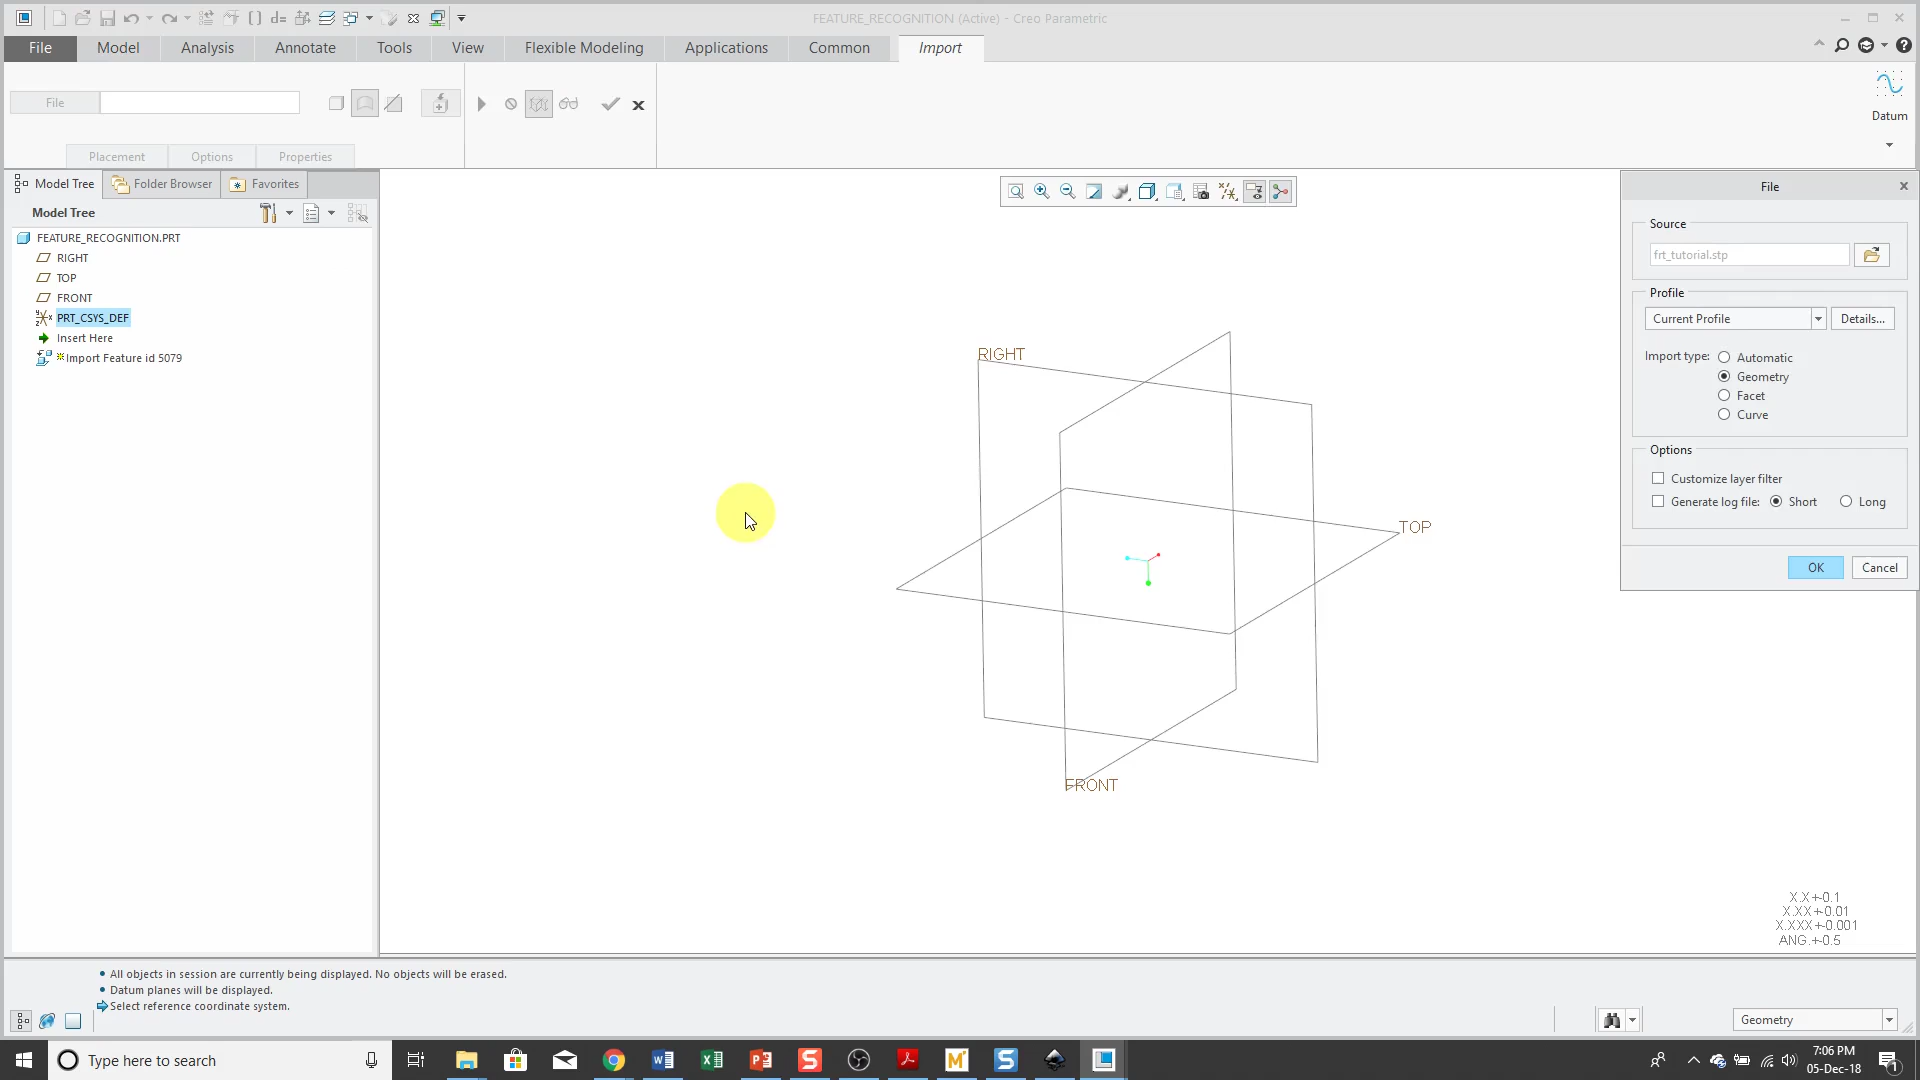 FEATURE_RECOGNITION (Active) - Creo Parametric
File Model Analysis Annotate Tools View Flexible Modeling Applications Common Import
File
Datum
Placement Options Properties
Model Tree Folder Browser Favorites
Model Tree
FEATURE_RECOGNITION.PRT
RIGHT
TOP
FRONT
PRT_CSYS_DEF
Insert Here
Import Feature id 5079
RIGHT
TOP
FRONT
File
Source
frt_tutorial.stp
Profile
Current Profile Details...
Import type: Automatic
Geometry
Facet
Curve
Options
Customize layer filter
Generate log file: Short Long
OK Cancel
X.X+-0.1
X.XX+-0.01
X.XXX+-0.001
ANG.+-0.5
All objects in session are currently being displayed. No objects will be erased.
Datum planes will be displayed.
Select reference coordinate system.
Geometry
Type here to search
7:06 PM
05-Dec-18